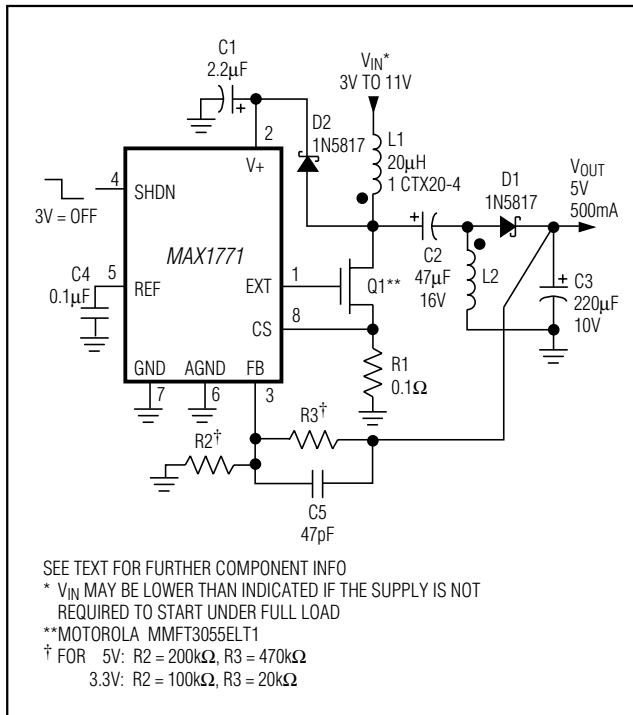 C1
2.2µF
VIN*
3V TO 11V
2
D2
1N5817
L1
20µH
1 CTX20-4
V+
D1
1N5817
VOUT
5V
500mA
4
SHDN
3V = OFF
MAX1771
C2
47µF
16V
L2
C3
220µF
10V
C4
0.1µF
5
REF
EXT
1
Q1**
CS
8
R1
0.1Ω
GND
AGND
FB
7
6
3
R2†
R3†
C5
47pF
SEE TEXT FOR FURTHER COMPONENT INFO
* VIN MAY BE LOWER THAN INDICATED IF THE SUPPLY IS NOT
REQUIRED TO START UNDER FULL LOAD
**MOTOROLA MMFT3055ELT1
† FOR 5V: R2 = 200kΩ, R3 = 470kΩ
3.3V: R2 = 100kΩ, R3 = 20kΩ